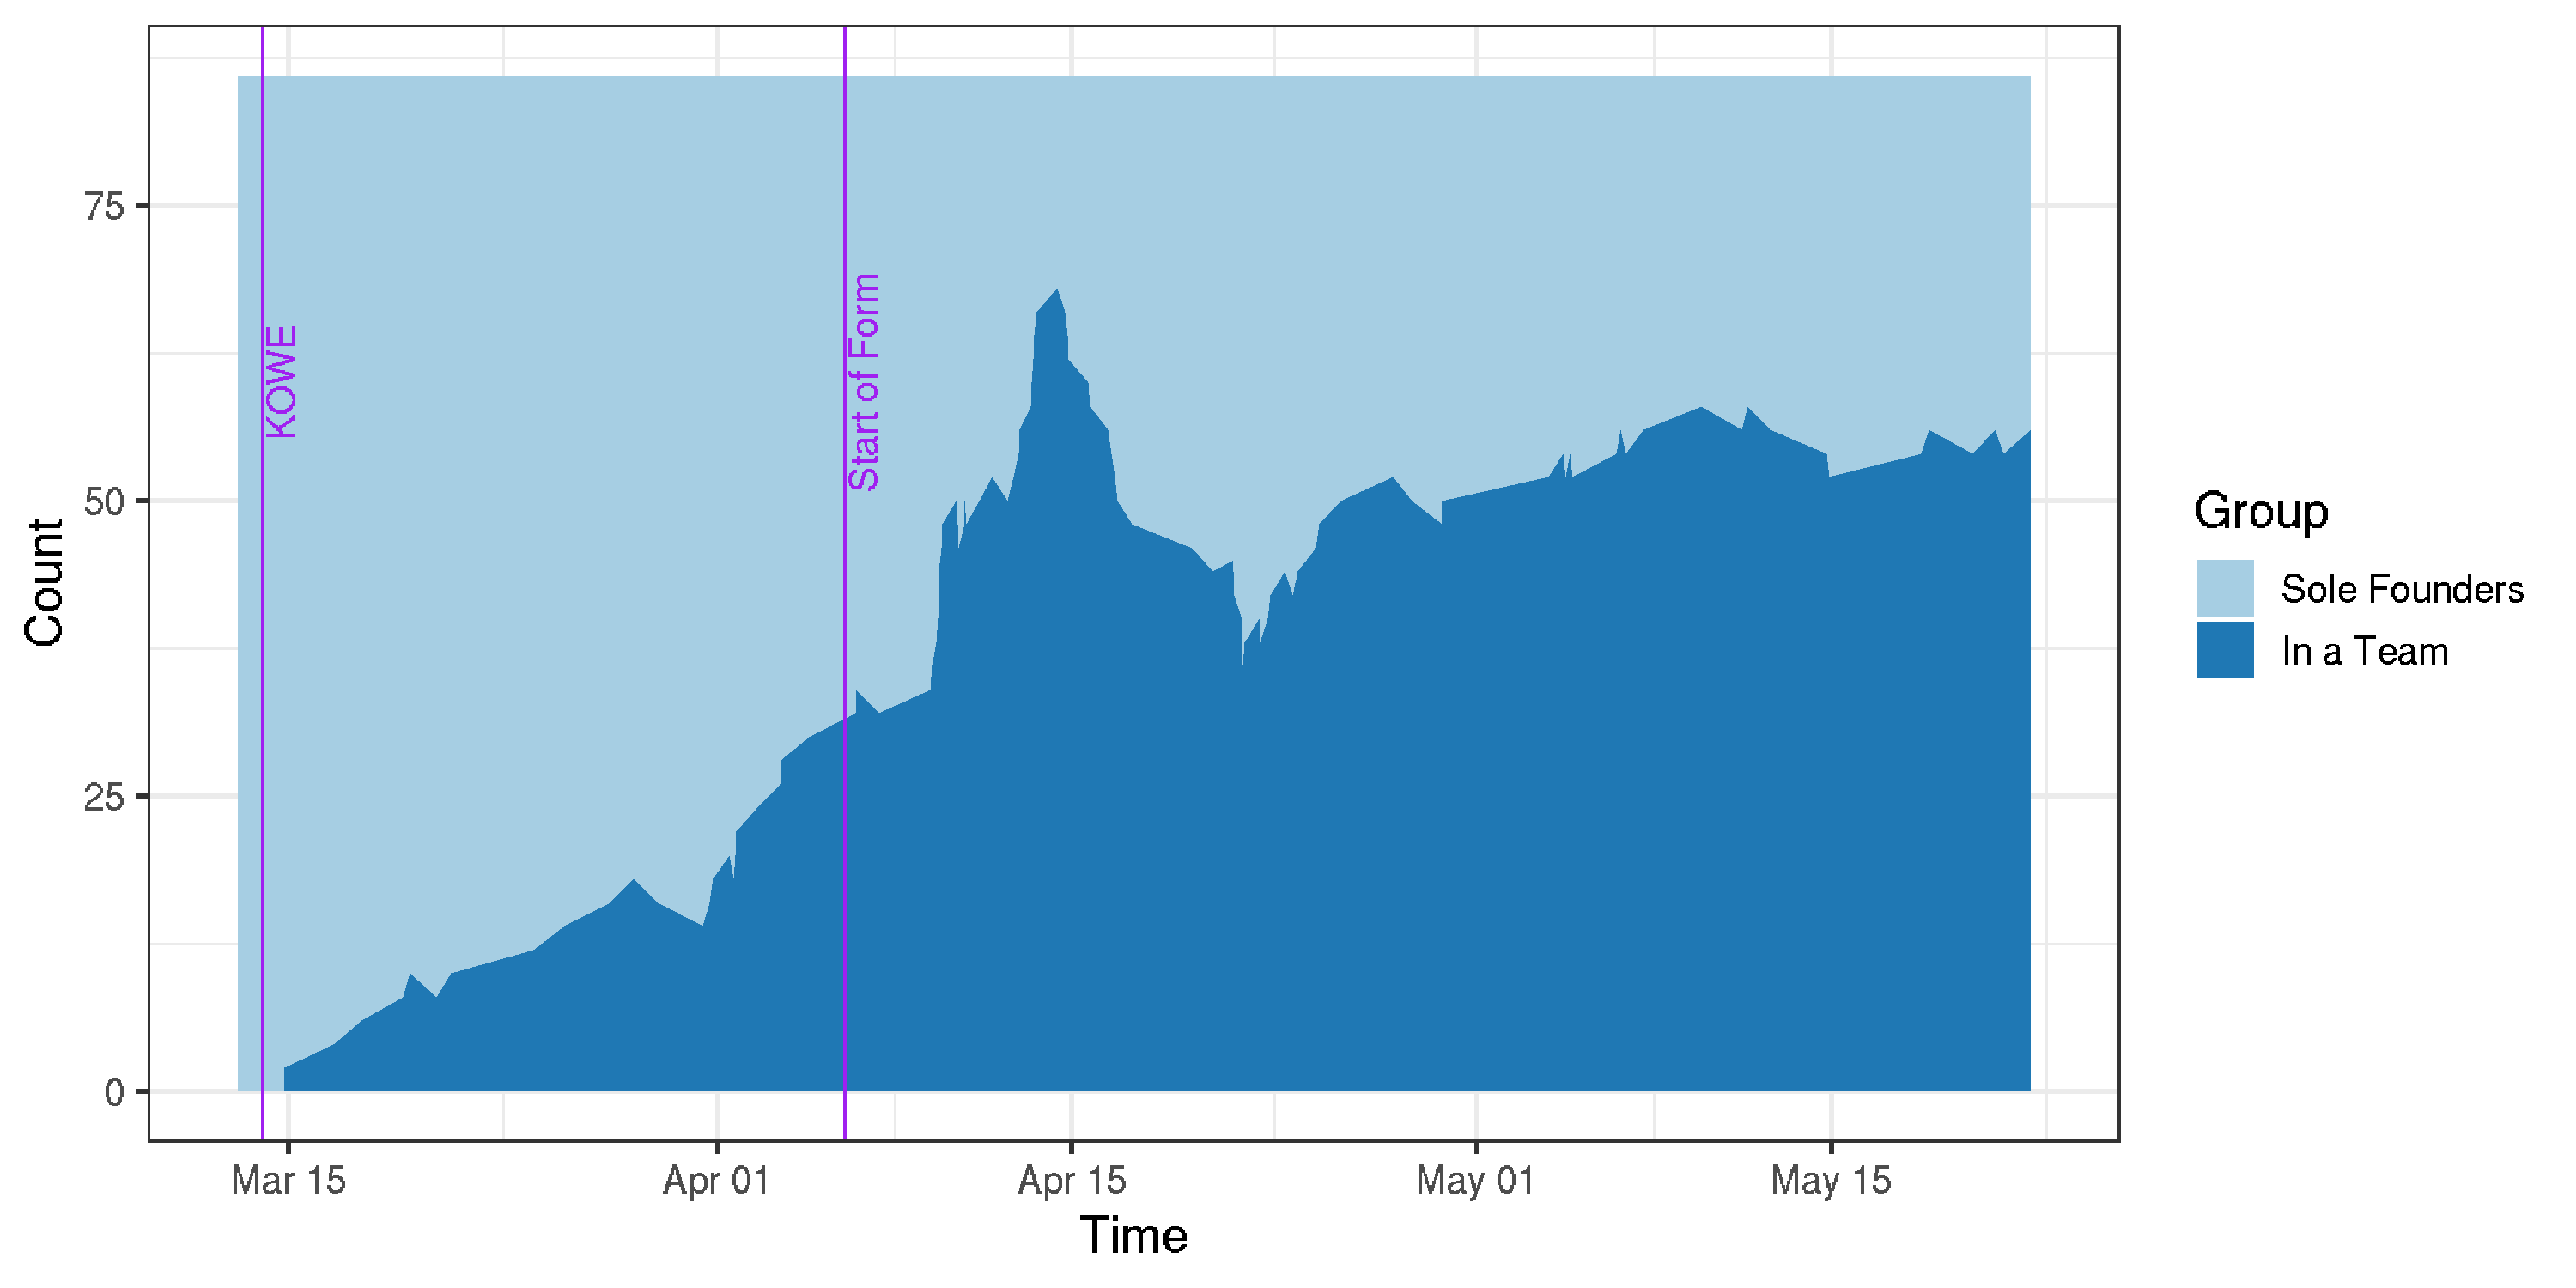 Count
75
50
25
0
KOWE
Start of Form
Mar 15
Apr 01
Apr 15
May 01
May 15
Time
Group
Sole Founders
In a Team